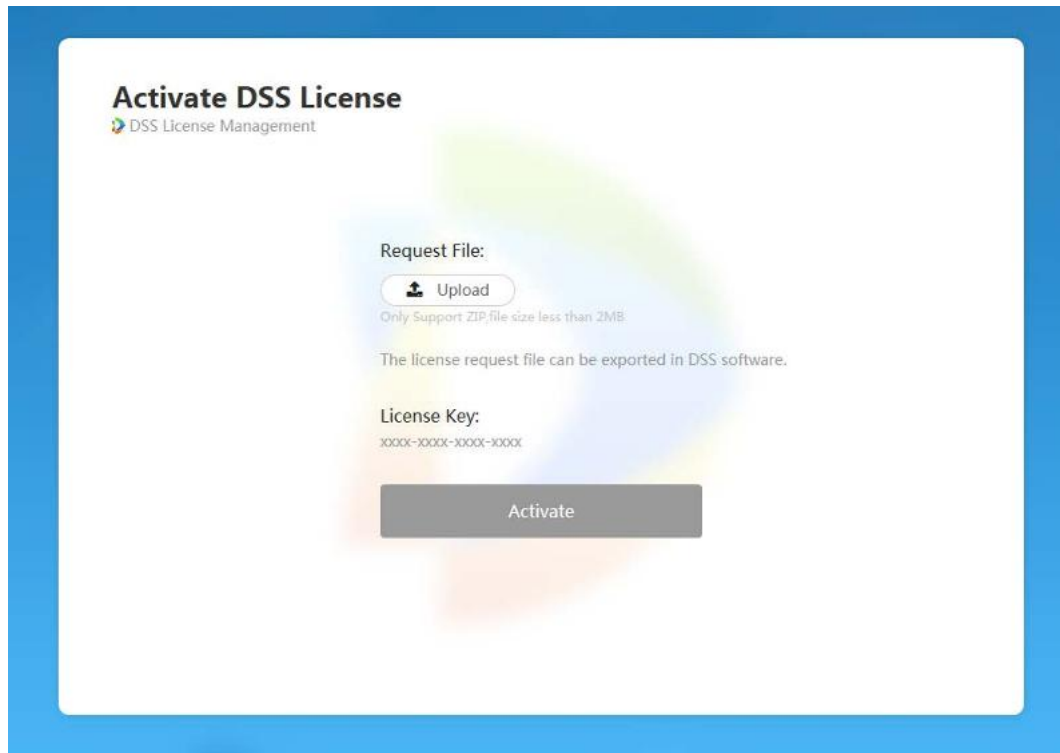 Activate DSS License
DSS License Management
Request File:
Upload
Only Support ZIP,file size less than 2MB
The license request file can be exported in DSS software.
License Key:
xxxx-xxxx-xxxx-xxxx
Activate